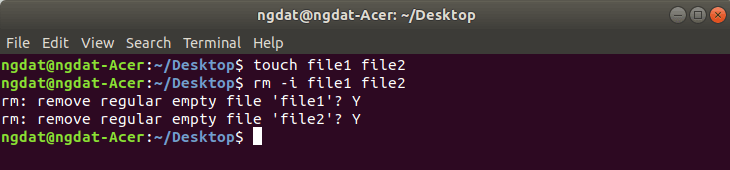 ngdat@ngdat-Acer: ~/Desktop
File Edit View Search Terminal Help
ngdat@ngdat-Acer:~/Desktop$ touch file1 file2
ngdat@ngdat-Acer:~/Desktop$ rm -i file1 file2
rm: remove regular empty file 'file1'? Y
rm: remove regular empty file 'file2'? Y
ngdat@ngdat-Acer:~/Desktop$